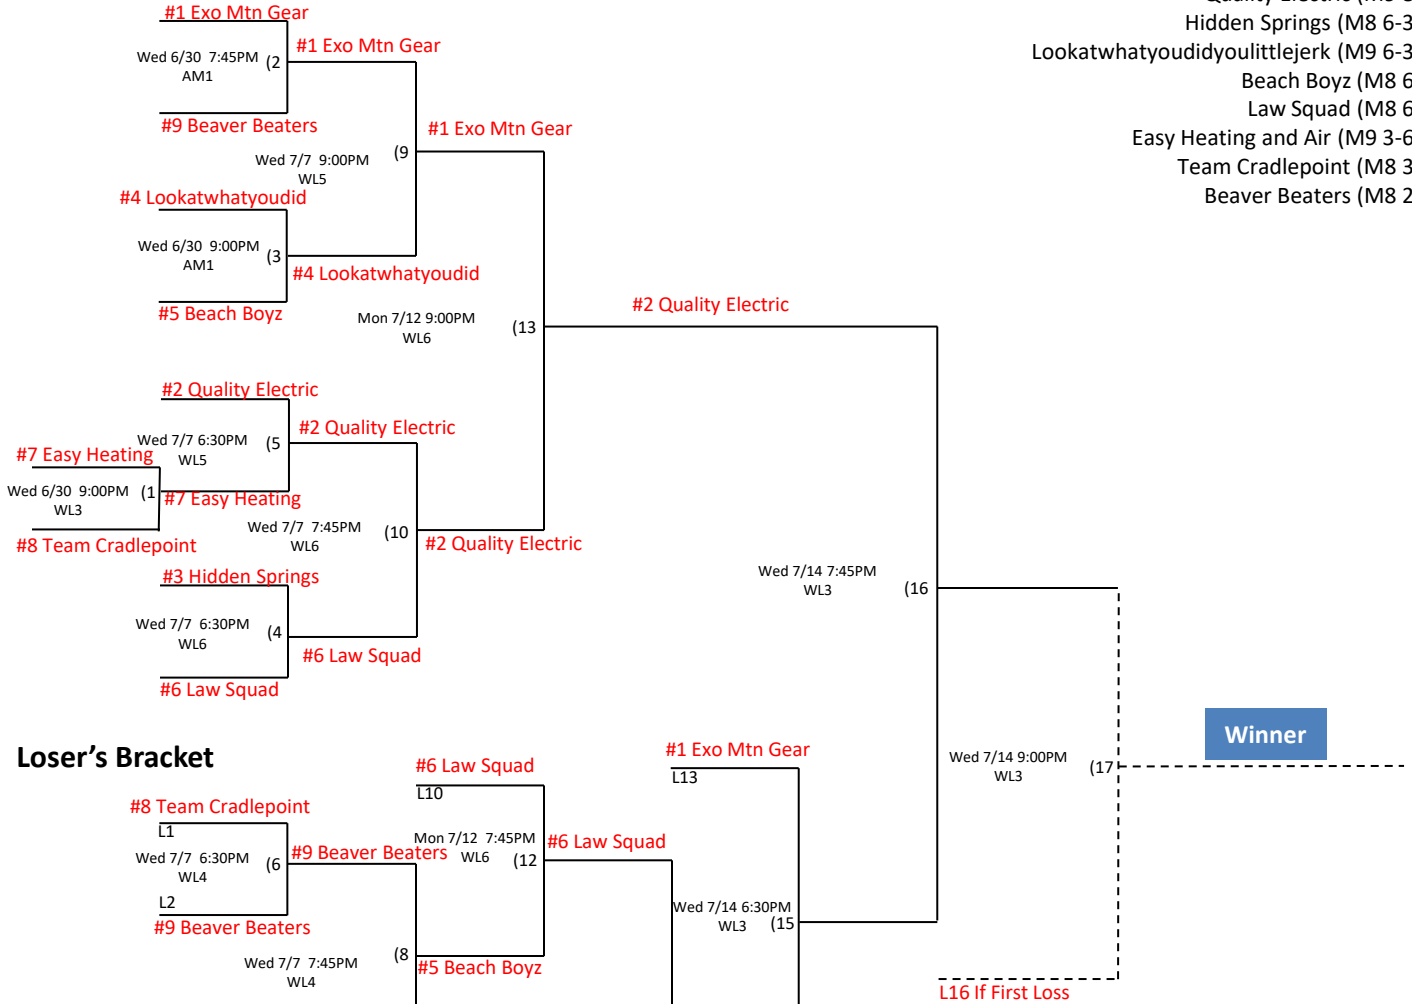 Quality Electric (M8 6
Hidden Springs (M8 6-3
Lookatwhatyoudidyoulittlejerk (M9 6-3
Beach Boyz (M8 6
Law Squad (M8 6
Easy Heating and Air (M9 3-6
Team Cradlepoint (M8 3
Beaver Beaters (M8 2
#1 Exo Mtn Gear
Wed 6/30 7:45PM
AM1
(2
#1 Exo Mtn Gear
#9 Beaver Beaters
#1 Exo Mtn Gear
Wed 7/7 9:00PM
WL5
(9
#4 Lookatwhatyoudid
Wed 6/30 9:00PM
AM1
(3
#4 Lookatwhatyoudid
#5 Beach Boyz
Mon 7/12 9:00PM
WL6
(13
#2 Quality Electric
#2 Quality Electric
Wed 7/7 6:30PM
WL5
(5
#2 Quality Electric
#7 Easy Heating
Wed 6/30 9:00PM
WL3
(1
#7 Easy Heating
#8 Team Cradlepoint
Wed 7/7 7:45PM
WL6
(10
#2 Quality Electric
#3 Hidden Springs
Wed 7/7 6:30PM
WL6
(4
#6 Law Squad
#6 Law Squad
Wed 7/14 7:45PM
WL3
(16
Winner
Wed 7/14 9:00PM
WL3
(17
L16 If First Loss
Loser's Bracket
#8 Team Cradlepoint
L1
Wed 7/7 6:30PM
WL4
(6
L2
#9 Beaver Beaters
#9 Beaver Beaters
Wed 7/7 7:45PM
WL4
(8
#6 Law Squad
L10
Mon 7/12 7:45PM
WL6
(12
#6 Law Squad
#5 Beach Boyz
#1 Exo Mtn Gear
L13
Wed 7/14 6:30PM
WL3
(15